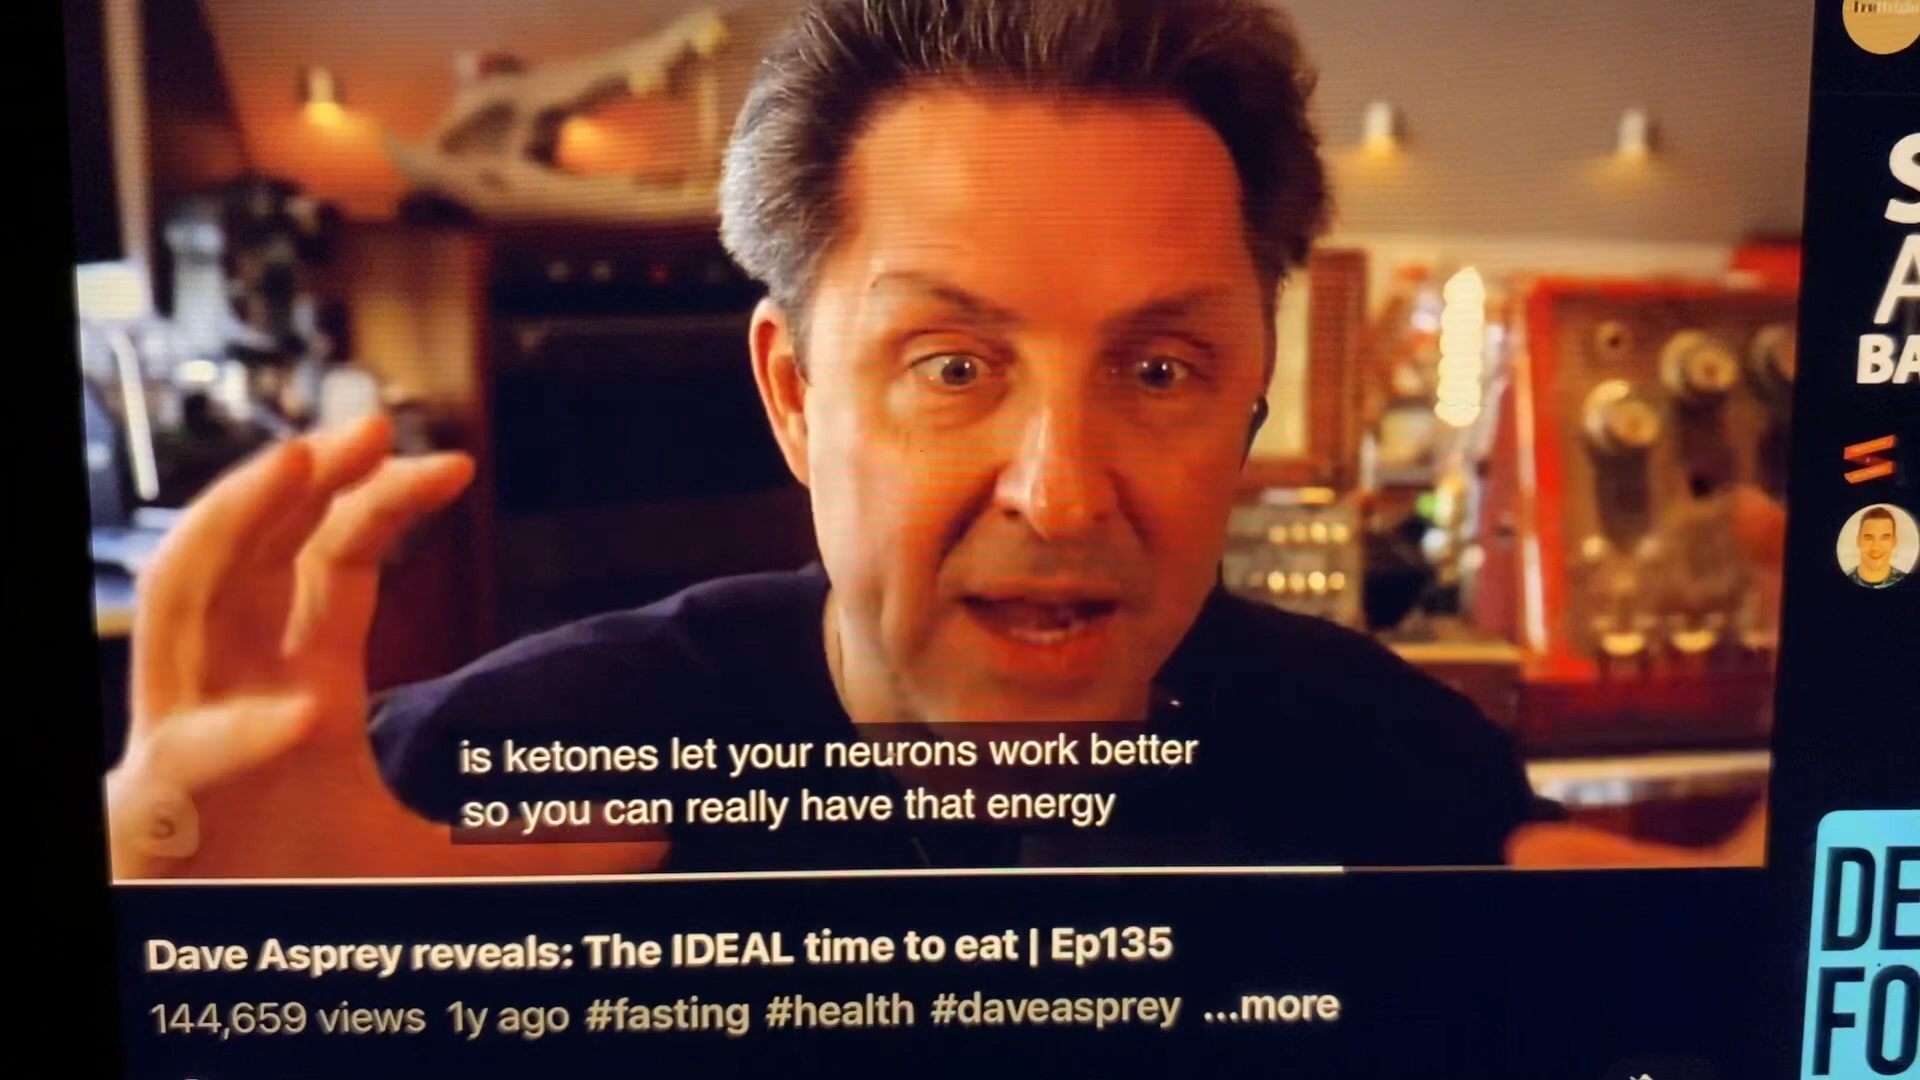 is ketones let your neurons work better
so you can really have that energy
Dave Asprey reveals: The IDEAL time to eat | Ep135
144,659 views 1y ago #fasting #health #daveasprey ...more
S
A
BA
DE
FO